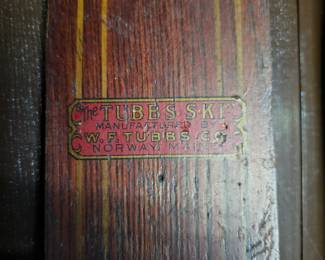 The TUBBS SKI
MANUFACTURED BY
W. F. TUBBS CO
NORWAY, MAINE